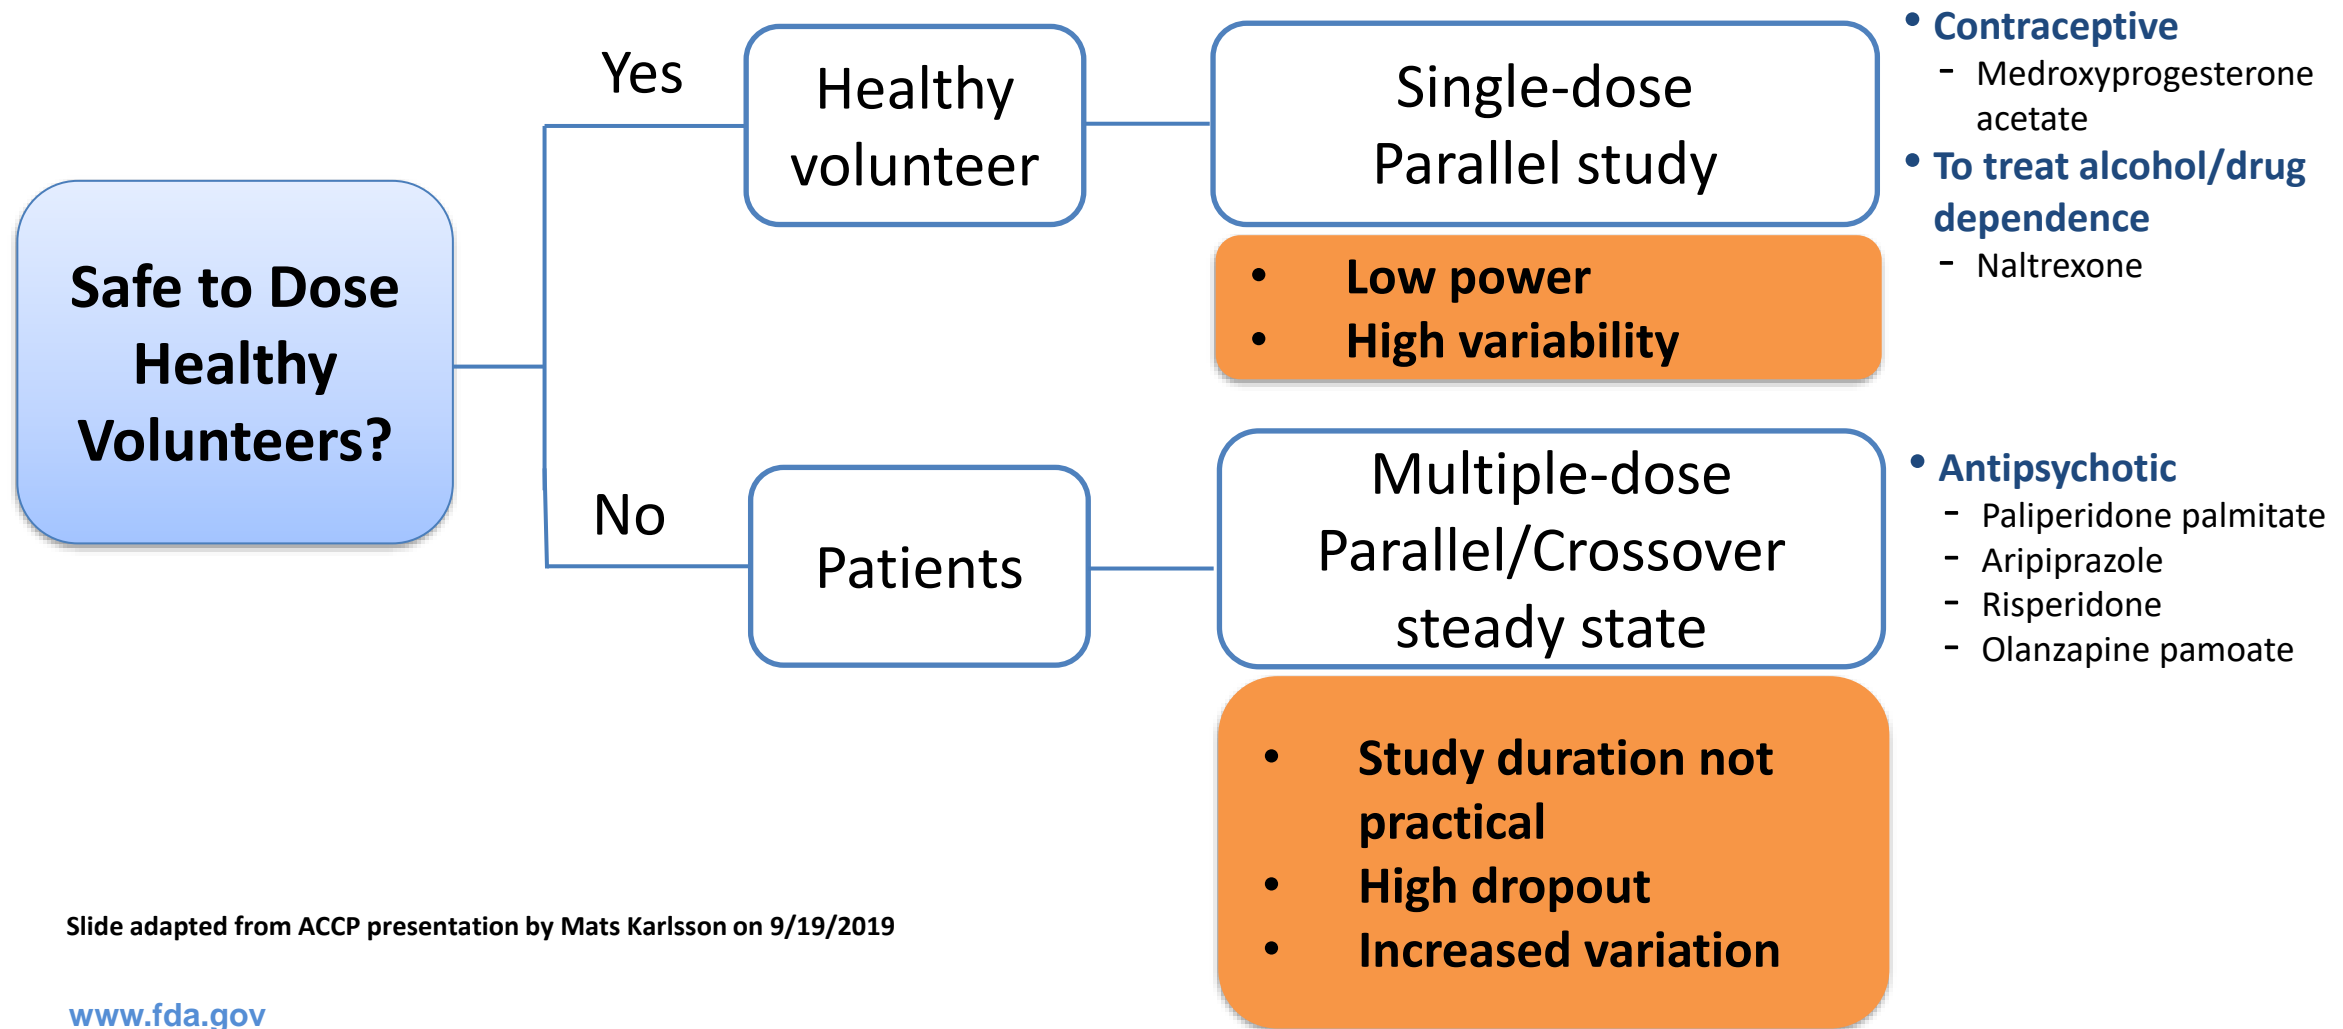 Safe to Dose
Healthy
Volunteers?
Yes
Healthy
volunteer
Single-dose
Parallel study
• Low power
• High variability
• Contraceptive
- Medroxyprogesterone
acetate
• To treat alcohol/drug
dependence
- Naltrexone
No
Patients
Multiple-dose
Parallel/Crossover
steady state
• Study duration not
practical
• High dropout
• Increased variation
• Antipsychotic
- Paliperidone palmitate
- Aripiprazole
- Risperidone
- Olanzapine pamoate
Slide adapted from ACCP presentation by Mats Karlsson on 9/19/2019
www.fda.gov